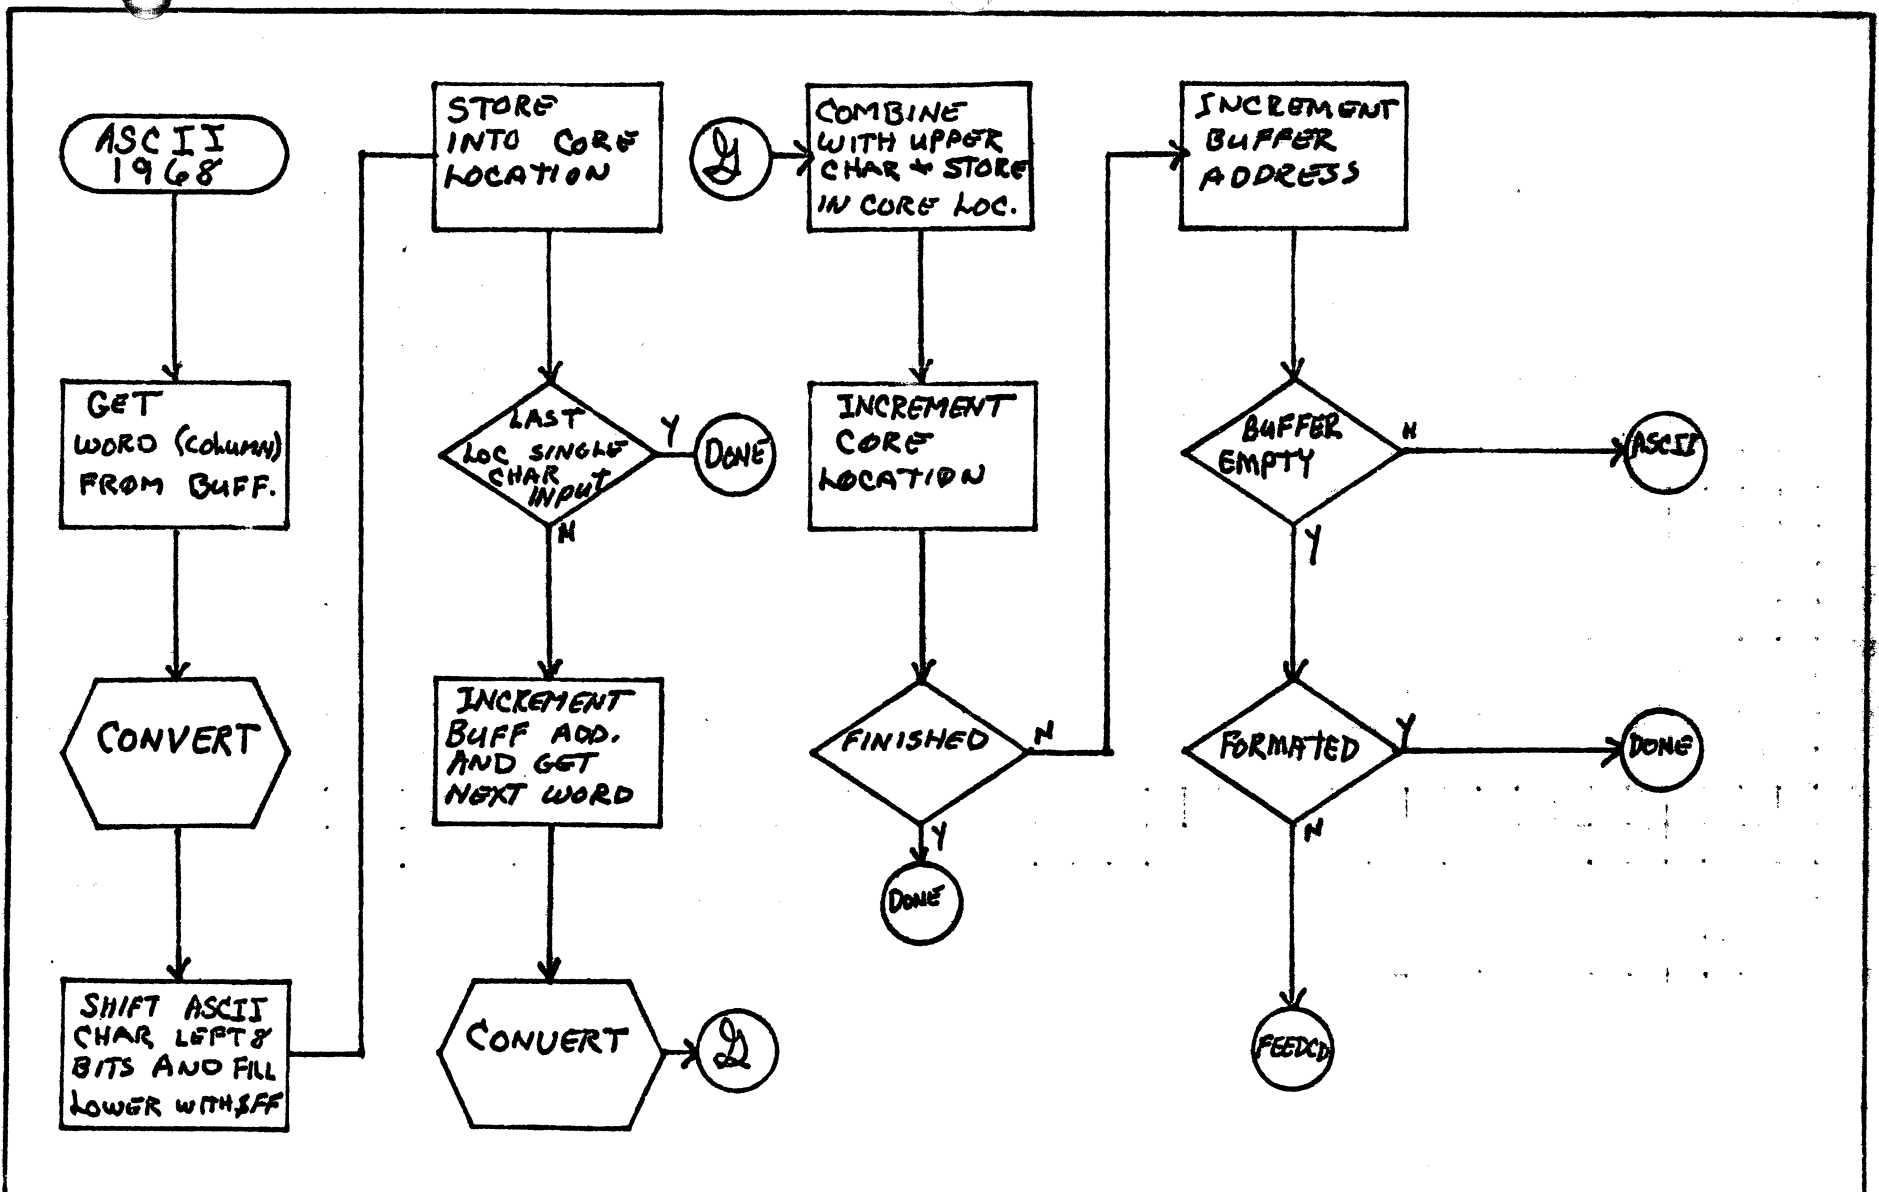 ASCII
1968
GET
WORD (COLUMN)
FROM BUFF.
CONVERT
SHIFT ASCII
CHAR LEFT 8
BITS AND FILL
LOWER WITH $FF
STORE
INTO CORE
LOCATION
LAST
LOC SINGLE
CHAR
INPUT
Y
DONE
N
INCREMENT
BUFF ADD.
AND GET
NEXT WORD
CONVERT
COMBINE
WITH UPPER
CHAR & STORE
IN CORE LOC.
INCREMENT
CORE
LOCATION
FINISHED
N
Y
DONE
INCREMENT
BUFFER
ADDRESS
BUFFER
EMPTY
N
ASCII
Y
FORMATED
Y
DONE
N
FEEDCD